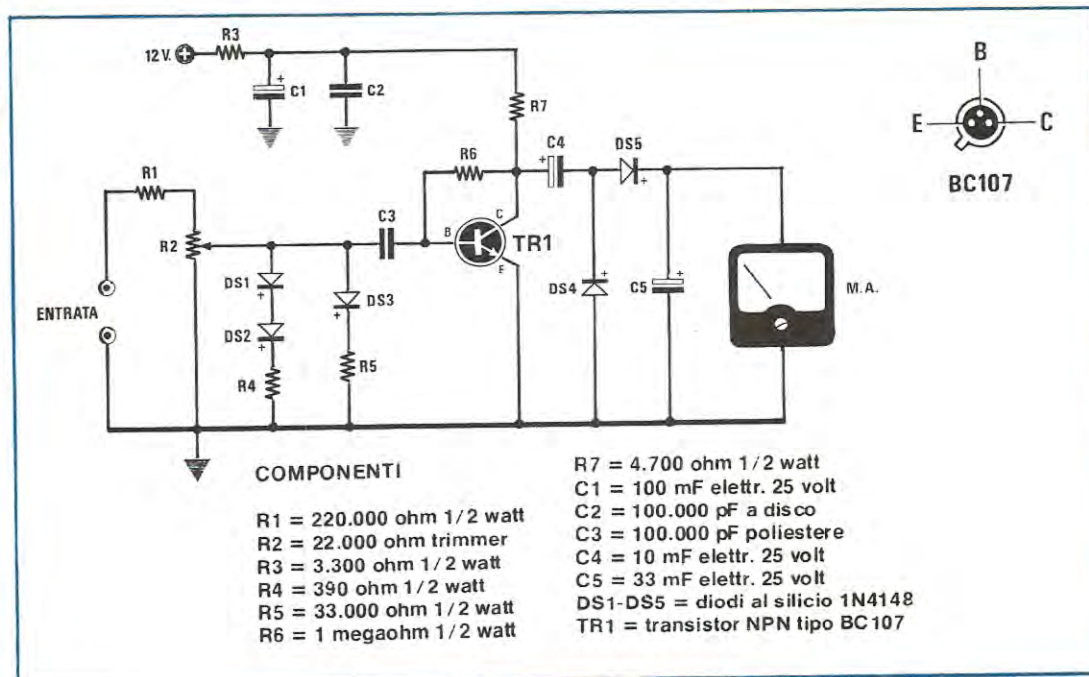 12 V.
R3
C1
+
C2
R7
R6
C4
+
DS5
+
R1
R2
C3
B
C
E
TR1
DS1
+
DS2
+
R4
DS3
+
R5
DS4
+
C5
+
M.A.
ENTRATA
B
E
C
BC107
COMPONENTI
R1 = 220.000 ohm 1/2 watt
R2 = 22.000 ohm trimmer
R3 = 3.300 ohm 1/2 watt
R4 = 390 ohm 1/2 watt
R5 = 33.000 ohm 1/2 watt
R6 = 1 megaohm 1/2 watt
R7 = 4.700 ohm 1/2 watt
C1 = 100 mF elettr. 25 volt
C2 = 100.000 pF a disco
C3 = 100.000 pF poliestere
C4 = 10 mF elettr. 25 volt
C5 = 33 mF elettr. 25 volt
DS1-DS5 = diodi al silicio 1N4148
TR1 = transistor NPN tipo BC107